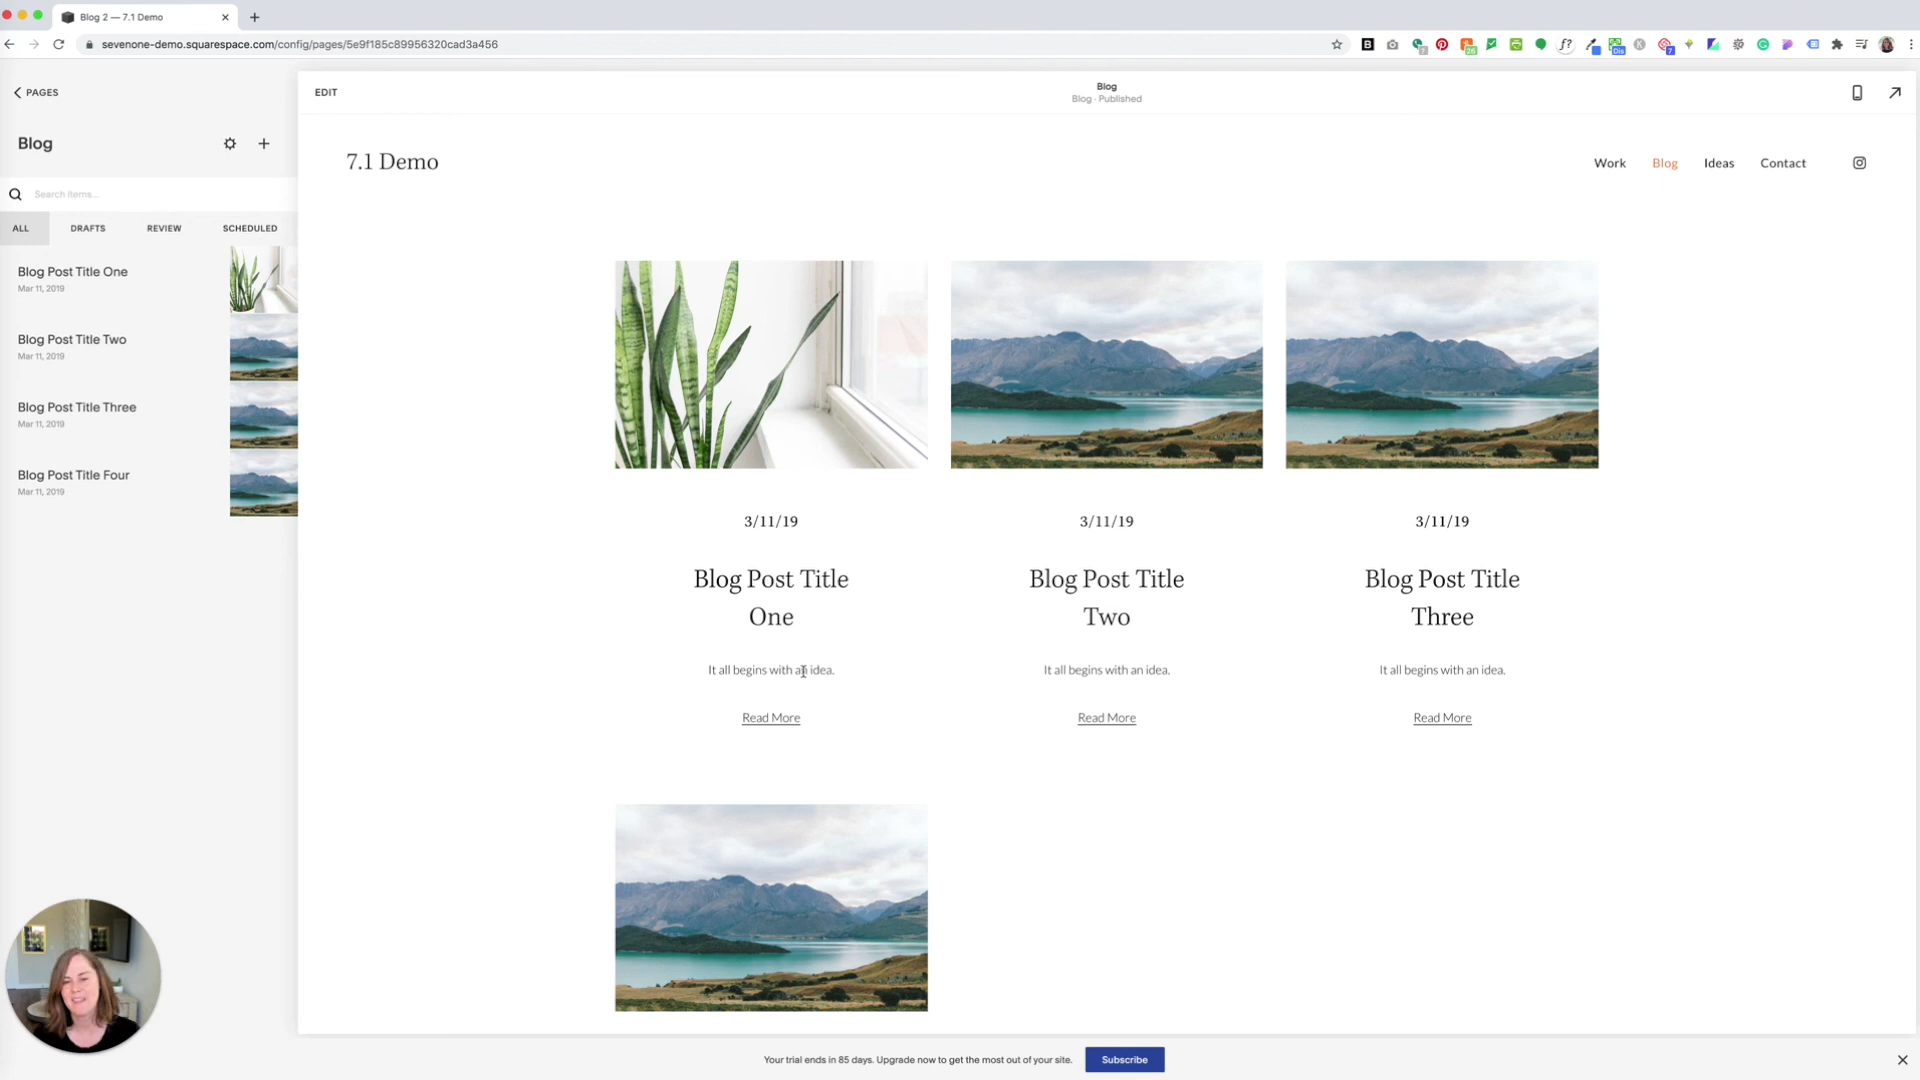 Blog 2 — 7.1 Demo
sevenone-demo.squarespace.com/config/pages/5e9f185c89956320cad3a456
PAGES
EDIT
Blog
Blog · Published
Blog
7.1 Demo
Work Blog Ideas Contact
Search items...
ALL DRAFTS REVIEW SCHEDULED
Blog Post Title One
Mar 11, 2019
Blog Post Title Two
Mar 11, 2019
Blog Post Title Three
Mar 11, 2019
Blog Post Title Four
Mar 11, 2019
3/11/19
Blog Post Title
One
It all begins with an idea.
Read More
3/11/19
Blog Post Title
Two
It all begins with an idea.
Read More
3/11/19
Blog Post Title
Three
It all begins with an idea.
Read More
Your trial ends in 85 days. Upgrade now to get the most out of your site.
Subscribe